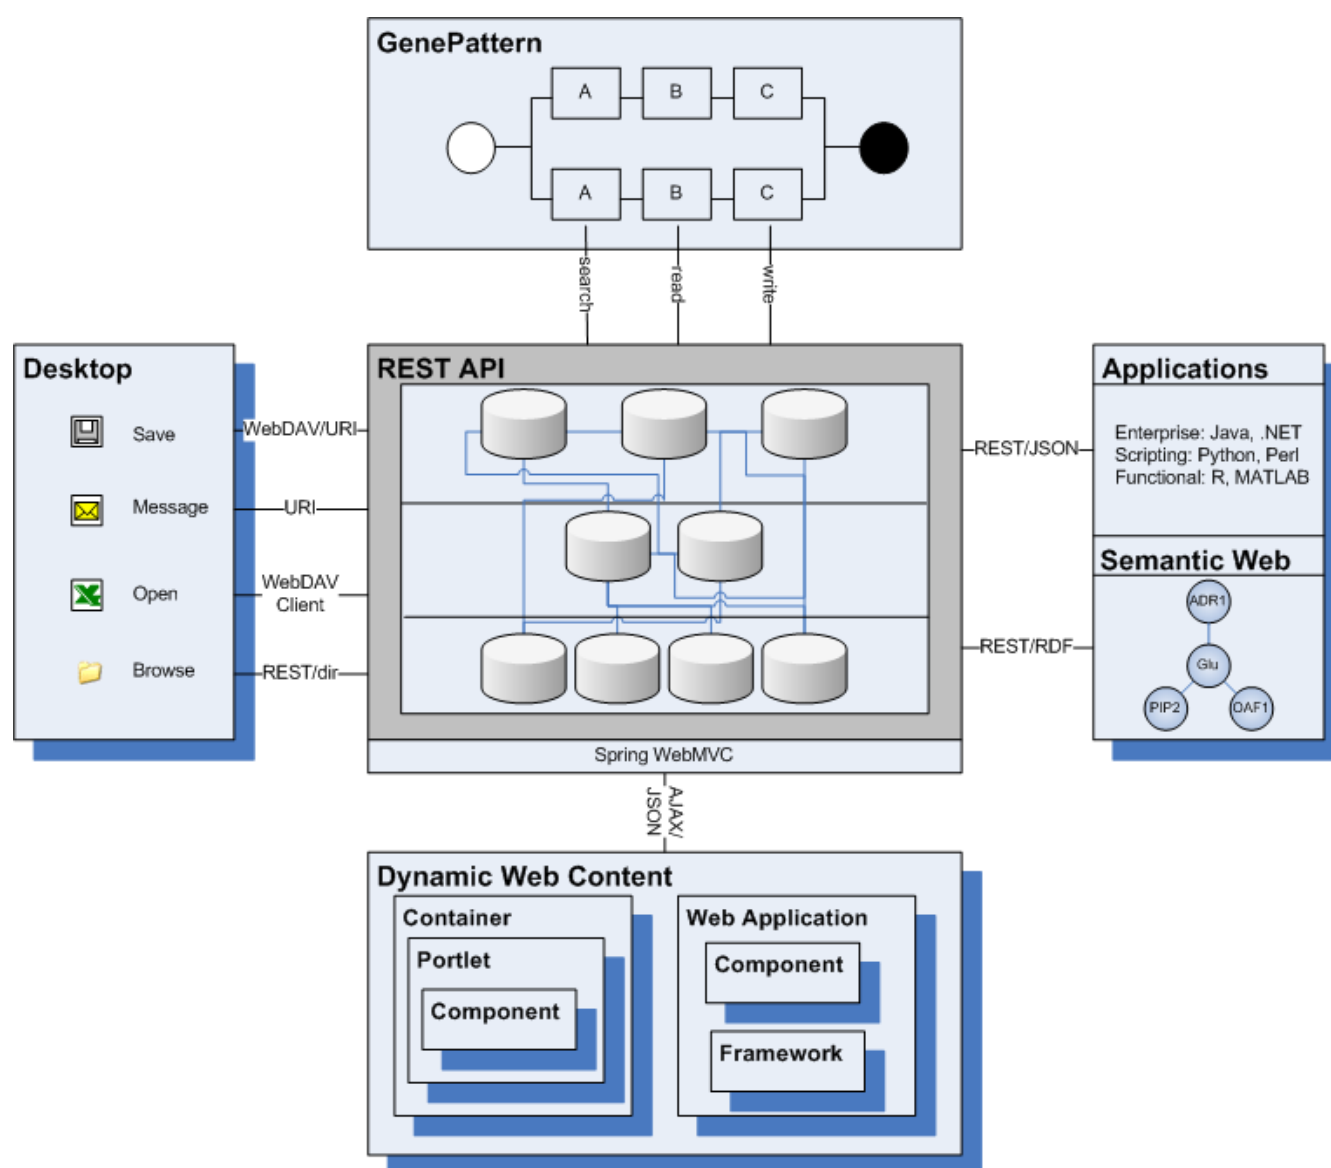 GenePattern
A
B
C
A
B
C
search
read
write
Desktop
Save
Message
Open
Browse
WebDAV/URI
URI
WebDAV
Client
REST/dir
REST API
Spring WebMVC
REST/JSON
REST/RDF
Applications
Enterprise: Java, .NET
Scripting: Python, Perl
Functional: R, MATLAB
Semantic Web
ADR1
Glu
PIP2
OAF1
AJAX/
JSON
Dynamic Web Content
Container
Portlet
Component
Web Application
Component
Framework